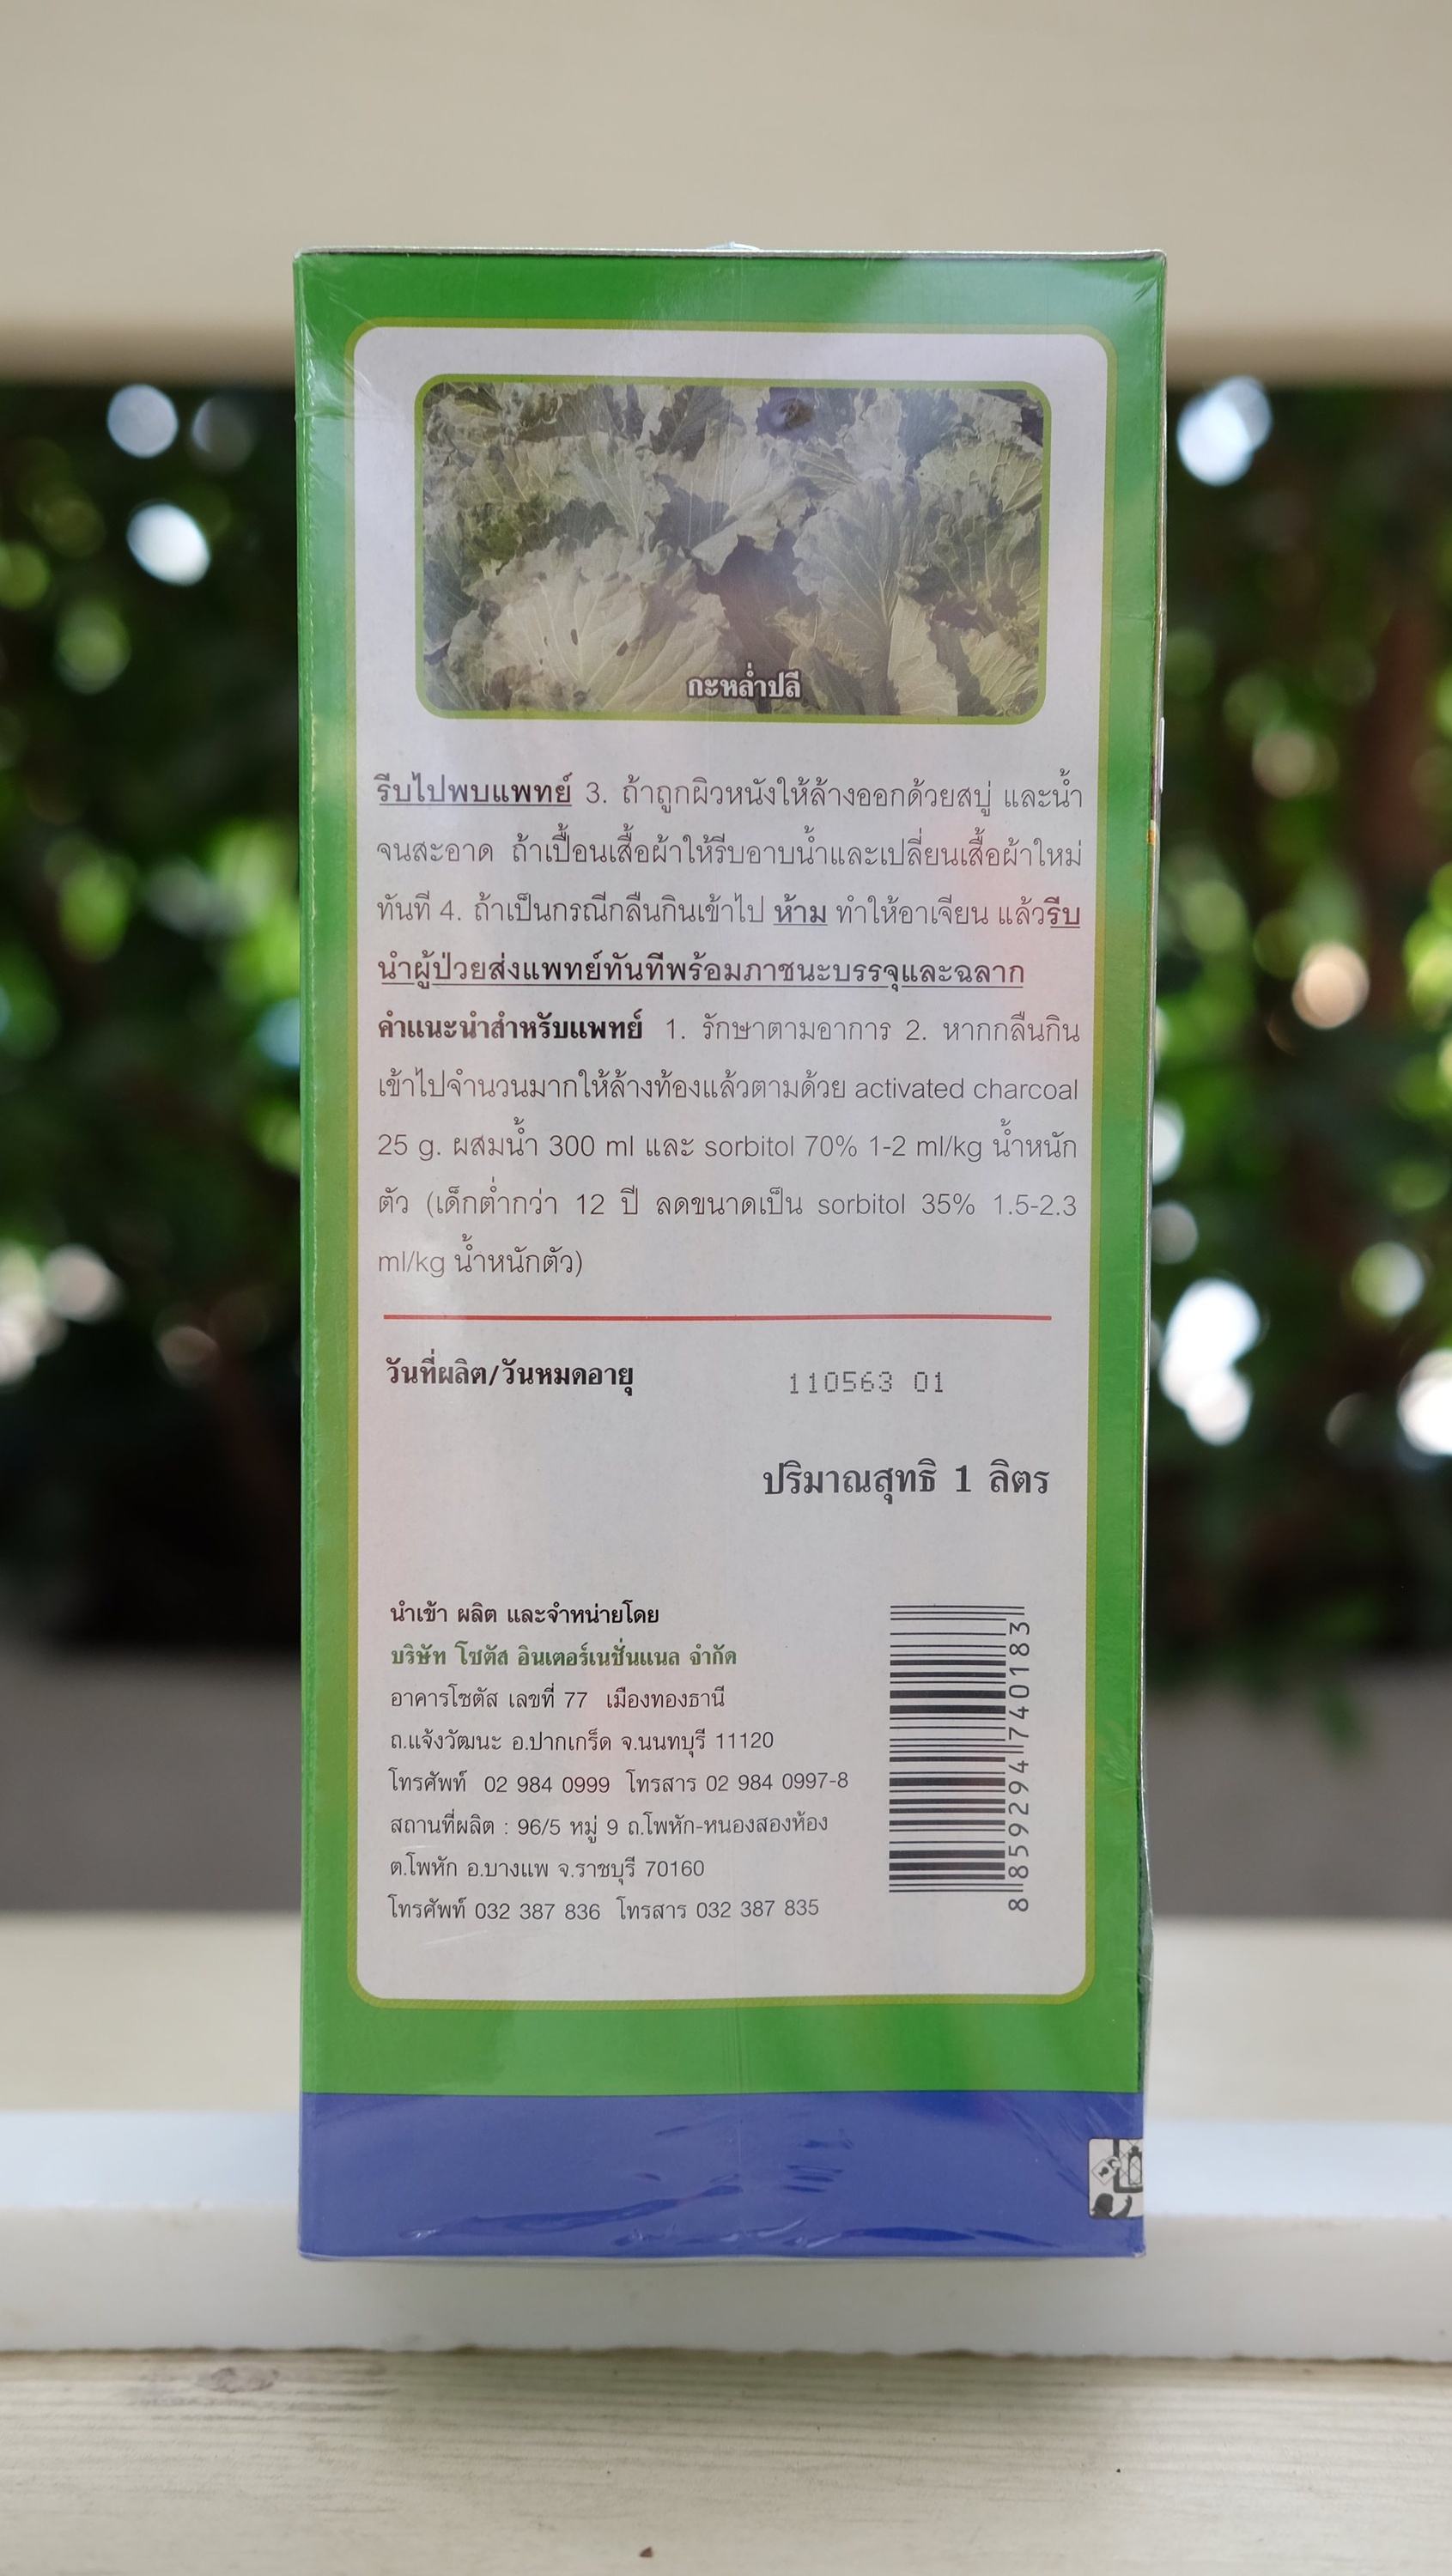 กะหล่ำปลี
รีบไปพบแพทย์ 3. ถ้าถูกผิวหนังให้ล้างออกด้วยสบู่ และน้ำ
จนสะอาด ถ้าเปื้อนเสื้อผ้าให้รีบอาบน้ำและเปลี่ยนเสื้อผ้าใหม่
ทันที 4. ถ้าเป็นกรณีกลืนกินเข้าไป ห้าม ทำให้อาเจียน แล้วรีบ
นำผู้ป่วยส่งแพทย์ทันทีพร้อมภาชนะบรรจุและฉลาก
คำแนะนำสำหรับแพทย์ 1. รักษาตามอาการ 2. หากกลืนกิน
เข้าไปจำนวนมากให้ล้างท้องแล้วตามด้วย activated charcoal
25 g. ผสมน้ำ 300 ml และ sorbitol 70% 1-2 ml/kg น้ำหนัก
ตัว (เด็กต่ำกว่า 12 ปี ลดขนาดเป็น sorbitol 35% 1.5-2.3
ml/kg น้ำหนักตัว)
วันที่ผลิต/วันหมดอายุ 110563 01
ปริมาณสุทธิ 1 ลิตร
นำเข้า ผลิต และจำหน่ายโดย
บริษัท โซตัส อินเตอร์เนชั่นแนล จำกัด
อาคารโซตัส เลขที่ 77 เมืองทองธานี
ถ.แจ้งวัฒนะ อ.ปากเกร็ด จ.นนทบุรี 11120
โทรศัพท์ 02 984 0999 โทรสาร 02 984 0997-8
สถานที่ผลิต : 96/5 หมู่ 9 ถ.โพหัก-หนองสองห้อง
ต.โพหัก อ.บางแพ จ.ราชบุรี 70160
โทรศัพท์ 032 387 836 โทรสาร 032 387 835
8 859294 740183